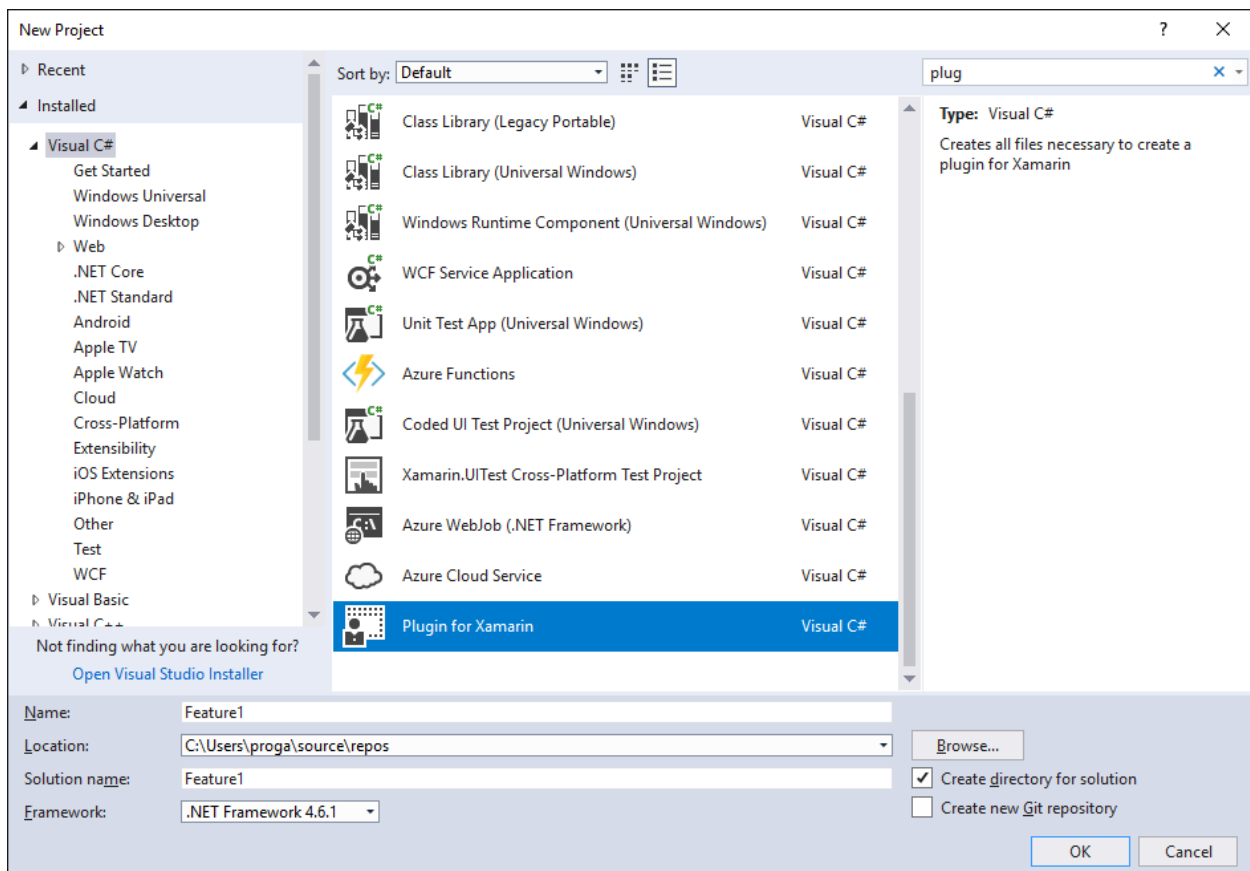 New Project
?
Recent
Installed
Visual C#
Get Started
Windows Universal
Windows Desktop
Web
.NET Core
.NET Standard
Android
Apple TV
Apple Watch
Cloud
Cross-Platform
Extensibility
iOS Extensions
iPhone & iPad
Other
Test
WCF
Visual Basic
Visual C++
Not finding what you are looking for?
Open Visual Studio Installer
Sort by: Default
Class Library (Legacy Portable) Visual C#
Class Library (Universal Windows) Visual C#
Windows Runtime Component (Universal Windows) Visual C#
WCF Service Application Visual C#
Unit Test App (Universal Windows) Visual C#
Azure Functions Visual C#
Coded UI Test Project (Universal Windows) Visual C#
Xamarin.UITest Cross-Platform Test Project Visual C#
Azure WebJob (.NET Framework) Visual C#
Azure Cloud Service Visual C#
Plugin for Xamarin Visual C#
plug
Type: Visual C#
Creates all files necessary to create a
plugin for Xamarin
Name: Feature1
Location: C:\Users\proga\source\repos
Browse...
Solution name: Feature1
Create directory for solution
Framework: .NET Framework 4.6.1
Create new Git repository
OK
Cancel